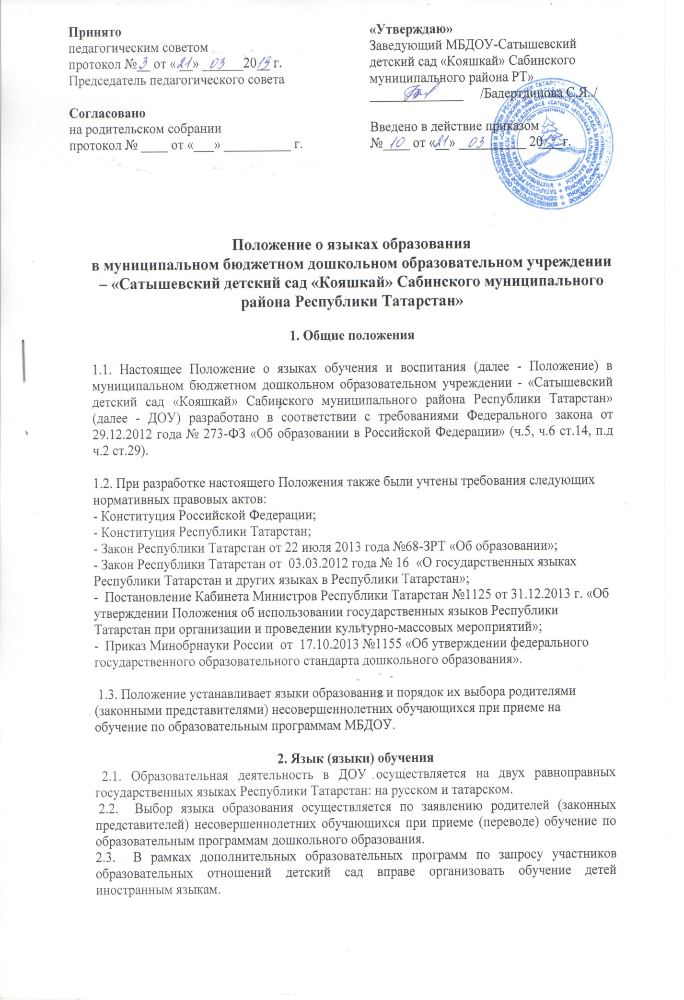 Принято
педагогическим советом
протокол №_3_ от «21» __03__2019 г.
Председатель педагогического совета
Согласовано
на родительском собрании
протокол № ____ от «___» __________ г.
«Утверждаю»
Заведующий МБДОУ-Сатышевский
детский сад «Кояшкай» Сабинского
муниципального района РТ»
______________ /Бадертдинова С.Я../
Введено в действие приказом
№_10_ от «21» _03________ 2019г.
Положение о языках образования
в муниципальном бюджетном дошкольном образовательном учреждении
– «Сатышевский детский сад «Кояшкай» Сабинского муниципального
района Республики Татарстан»
1. Общие положения
1.1. Настоящее Положение о языках обучения и воспитания (далее - Положение) в
муниципальном бюджетном дошкольном образовательном учреждении - «Сатышевский
детский сад «Кояшкай» Сабинского муниципального района Республики Татарстан»
(далее - ДОУ) разработано в соответствии с требованиями Федерального закона от
29.12.2012 года № 273-ФЗ «Об образовании в Российской Федерации» (ч.5, ч.6 ст.14, п.д
ч.2 ст.29).
1.2. При разработке настоящего Положения также были учтены требования следующих
нормативных правовых актов:
- Конституция Российской Федерации;
- Конституция Республики Татарстан;
- Закон Республики Татарстан от 22 июля 2013 года №68-ЗРТ «Об образовании»;
- Закон Республики Татарстан от 03.03.2012 года № 16 «О государственных языках
Республики Татарстан и других языках в Республики Татарстан»;
- Постановление Кабинета Министров Республики Татарстан №1125 от 31.12.2013 г. «Об
утверждении Положения об использовании государственных языков Республики
Татарстан при организации и проведении культурно-массовых мероприятий»;
- Приказ Минобрнауки России от 17.10.2013 №1155 «Об утверждении федерального
государственного образовательного стандарта дошкольного образования».
1.3. Положение устанавливает языки образования и порядок их выбора родителями
(законными представителями) несовершеннолетних обучающихся при приеме на
обучение по образовательным программам МБДОУ.
2. Язык (языки) обучения
2.1. Образовательная деятельность в ДОУ осуществляется на двух равноправных
государственных языках Республики Татарстан: на русском и татарском.
2.2. Выбор языка образования осуществляется по заявлению родителей (законных
представителей) несовершеннолетних обучающихся при приеме (переводе) обучение по
образовательным программам дошкольного образования.
2.3. В рамках дополнительных образовательных программ по запросу участников
образовательных отношений детский сад вправе организовать обучение детей
иностранным языкам.